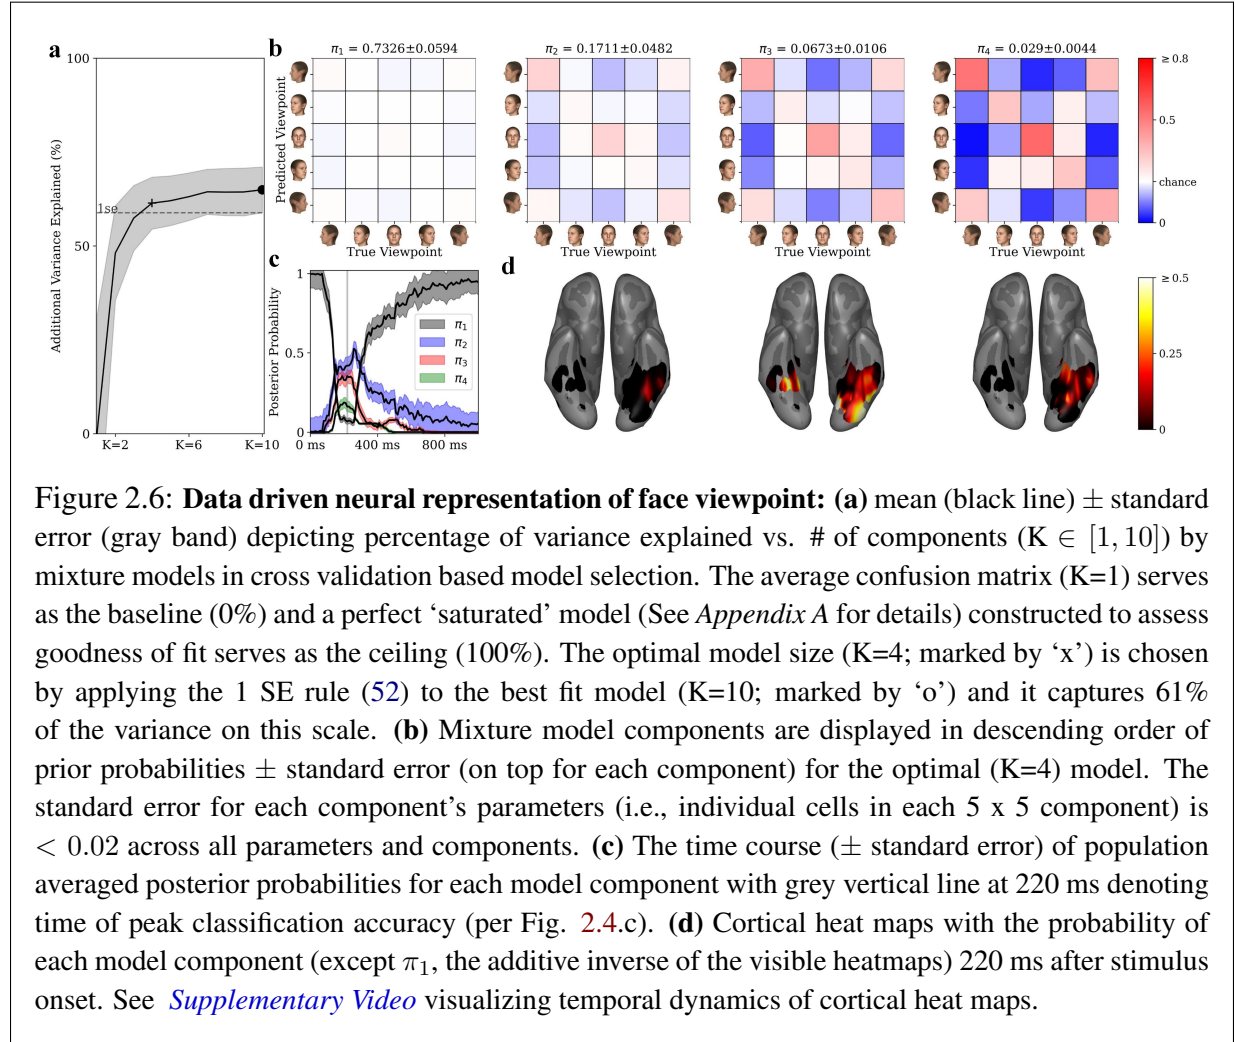 a
100
50
0
Additional Variance Explained (%)
1se
K=2
K=6
K=10
b
π₁ = 0.7326±0.0594
π₂ = 0.1711±0.0482
π₃ = 0.0673±0.0106
π₄ = 0.029±0.0044
Predicted Viewpoint
True Viewpoint
True Viewpoint
≥ 0.8
0.5
chance
0
c
1
0.5
0
Posterior Probability
π₁
π₂
π₃
π₄
0 ms
400 ms
800 ms
d
≥ 0.5
0.25
0
Figure 2.6: Data driven neural representation of face viewpoint: (a) mean (black line) ± standard
error (gray band) depicting percentage of variance explained vs. # of components (K ∈ [1, 10]) by
mixture models in cross validation based model selection. The average confusion matrix (K=1) serves
as the baseline (0%) and a perfect ‘saturated’ model (See Appendix A for details) constructed to assess
goodness of fit serves as the ceiling (100%). The optimal model size (K=4; marked by ‘x’) is chosen
by applying the 1 SE rule (52) to the best fit model (K=10; marked by ‘o’) and it captures 61%
of the variance on this scale. (b) Mixture model components are displayed in descending order of
prior probabilities ± standard error (on top for each component) for the optimal (K=4) model. The
standard error for each component’s parameters (i.e., individual cells in each 5 x 5 component) is
< 0.02 across all parameters and components. (c) The time course (± standard error) of population
averaged posterior probabilities for each model component with grey vertical line at 220 ms denoting
time of peak classification accuracy (per Fig. 2.4.c). (d) Cortical heat maps with the probability of
each model component (except π₁, the additive inverse of the visible heatmaps) 220 ms after stimulus
onset. See Supplementary Video visualizing temporal dynamics of cortical heat maps.